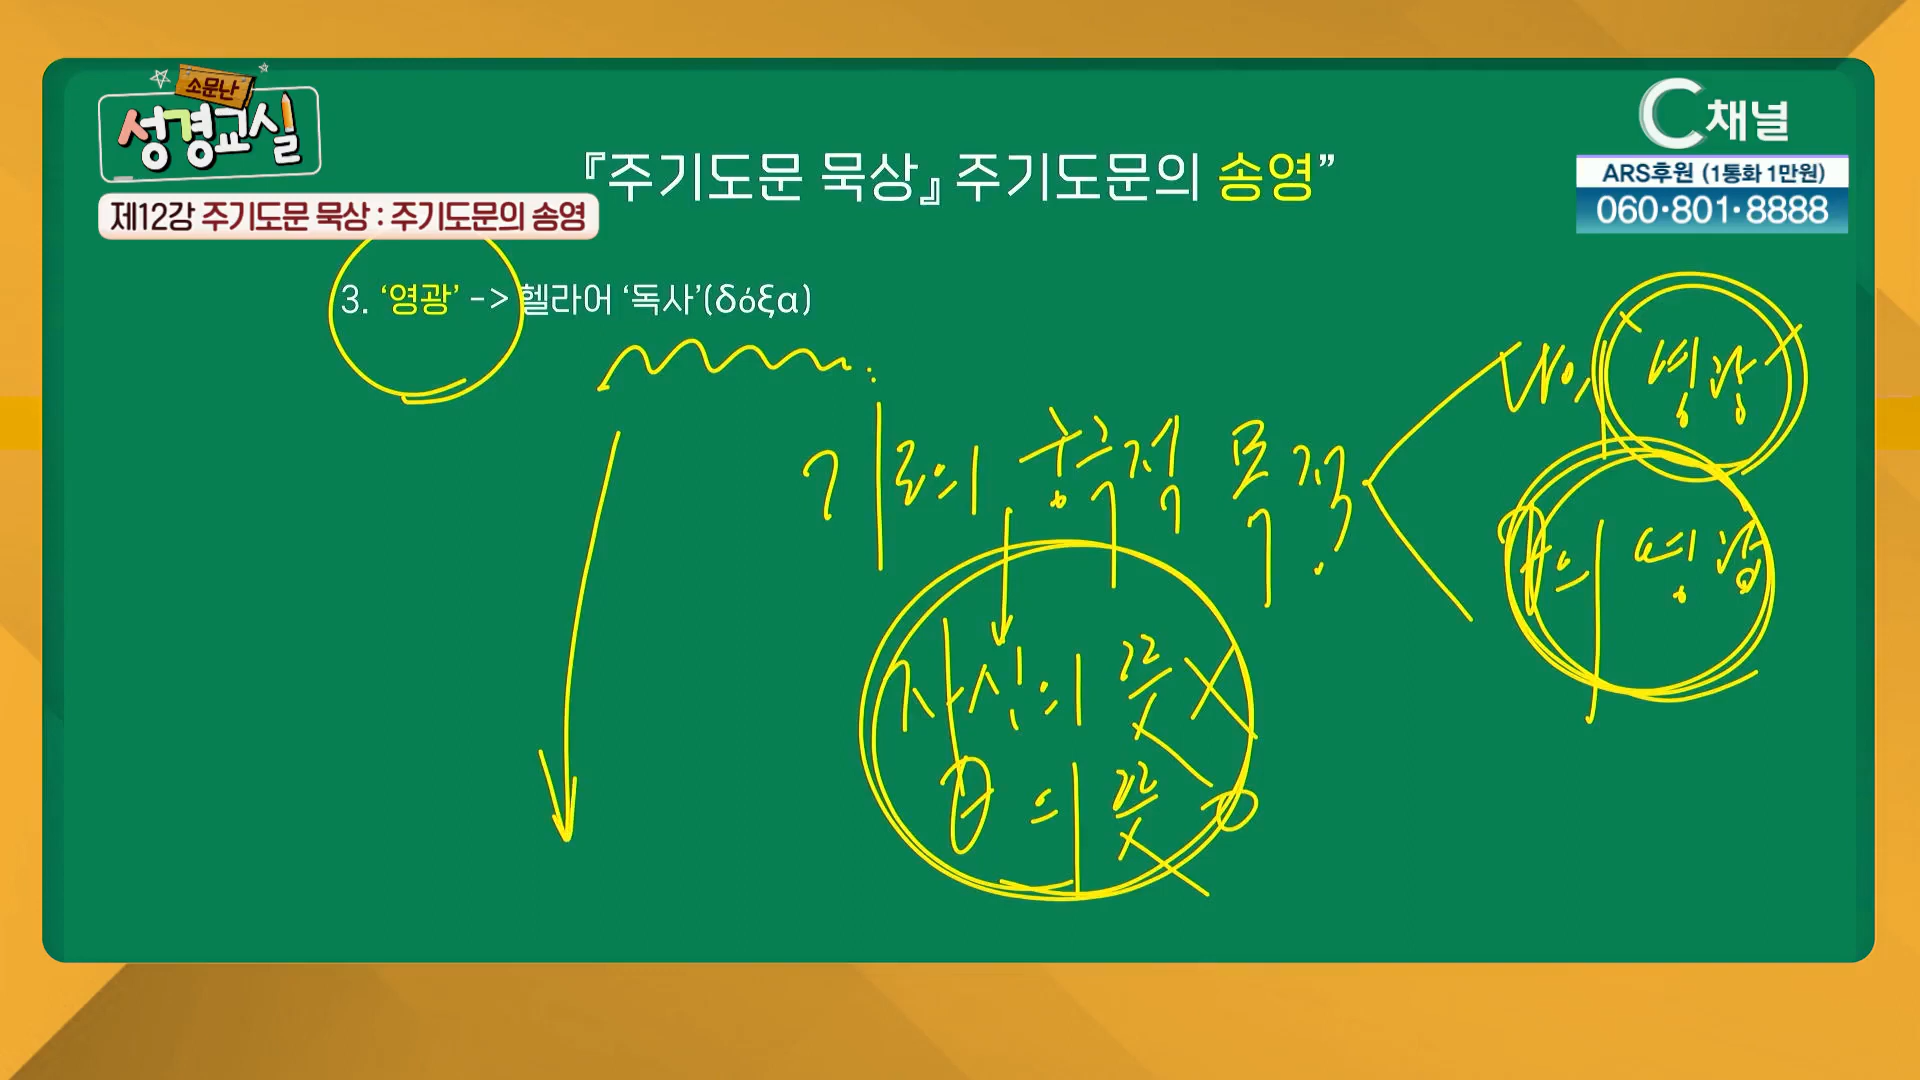 소문난
성경교실
C채널
ARS후원 (1통화 1만원)
060·801·8888
『주기도문 묵상』 주기도문의 송영”
제12강 주기도문 묵상 : 주기도문의 송영
3. ‘영광’ -> 헬라어 ‘독사’(δόξα)
기도의 궁극적 목적
영광
의 영광
자신의 뜻 X
의 뜻 O